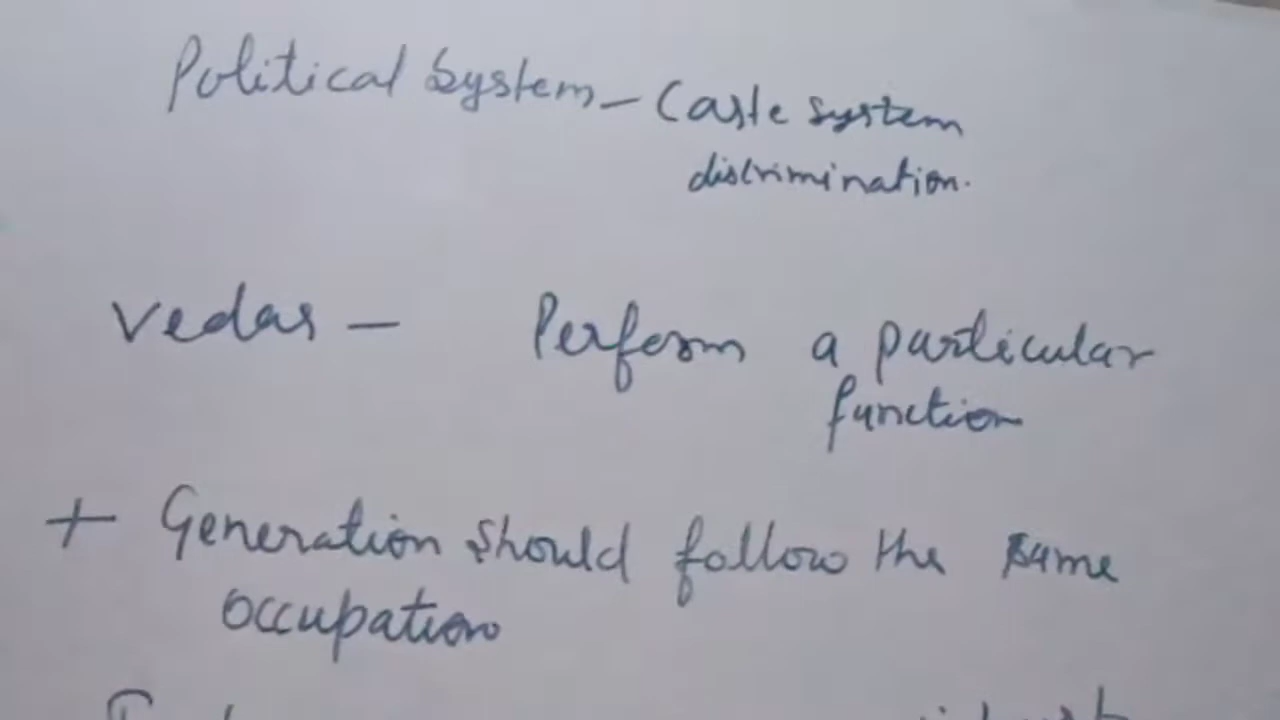 Political System - Caste system
discrimination.
Vedas - Perform a particular
function
+ Generation should follow the same
occupation